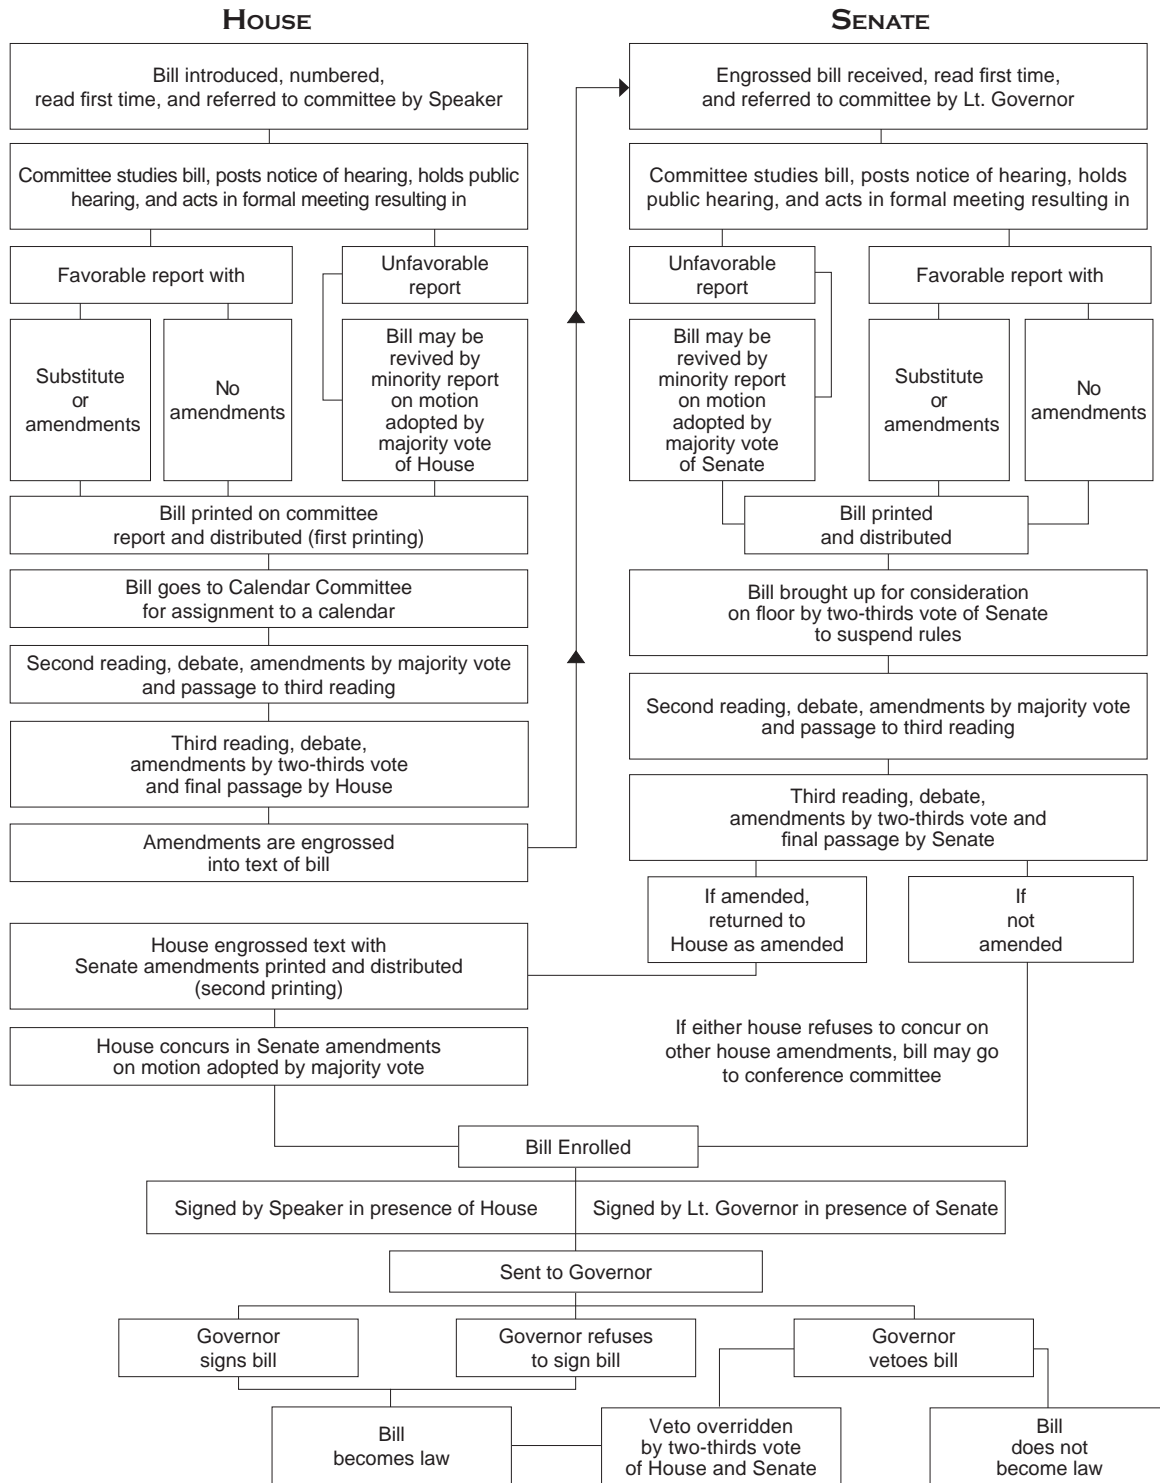 HOUSE
Bill introduced, numbered,
read first time, and referred to committee by Speaker
Committee studies bill, posts notice of hearing, holds public
hearing, and acts in formal meeting resulting in
Favorable report with
Unfavorable
report
Substitute
or
amendments
No
amendments
Bill may be
revived by
minority report
on motion
adopted by
majority vote
of House
Bill printed on committee
report and distributed (first printing)
Bill goes to Calendar Committee
for assignment to a calendar
Second reading, debate, amendments by majority vote
and passage to third reading
Third reading, debate,
amendments by two-thirds vote
and final passage by House
Amendments are engrossed
into text of bill
SENATE
Engrossed bill received, read first time,
and referred to committee by Lt. Governor
Committee studies bill, posts notice of hearing, holds
public hearing, and acts in formal meeting resulting in
Unfavorable
report
Favorable report with
Bill may be
revived by
minority report
on motion
adopted by
majority vote
of Senate
Substitute
or
amendments
No
amendments
Bill printed
and distributed
Bill brought up for consideration
on floor by two-thirds vote of Senate
to suspend rules
Second reading, debate, amendments by majority vote
and passage to third reading
Third reading, debate,
amendments by two-thirds vote and
final passage by Senate
If amended,
returned to
House as amended
If
not
amended
House engrossed text with
Senate amendments printed and distributed
(second printing)
House concurs in Senate amendments
on motion adopted by majority vote
If either house refuses to concur on
other house amendments, bill may go
to conference committee
Bill Enrolled
Signed by Speaker in presence of House
Signed by Lt. Governor in presence of Senate
Sent to Governor
Governor
signs bill
Governor refuses
to sign bill
Governor
vetoes bill
Bill
becomes law
Veto overridden
by two-thirds vote
of House and Senate
Bill
does not
become law